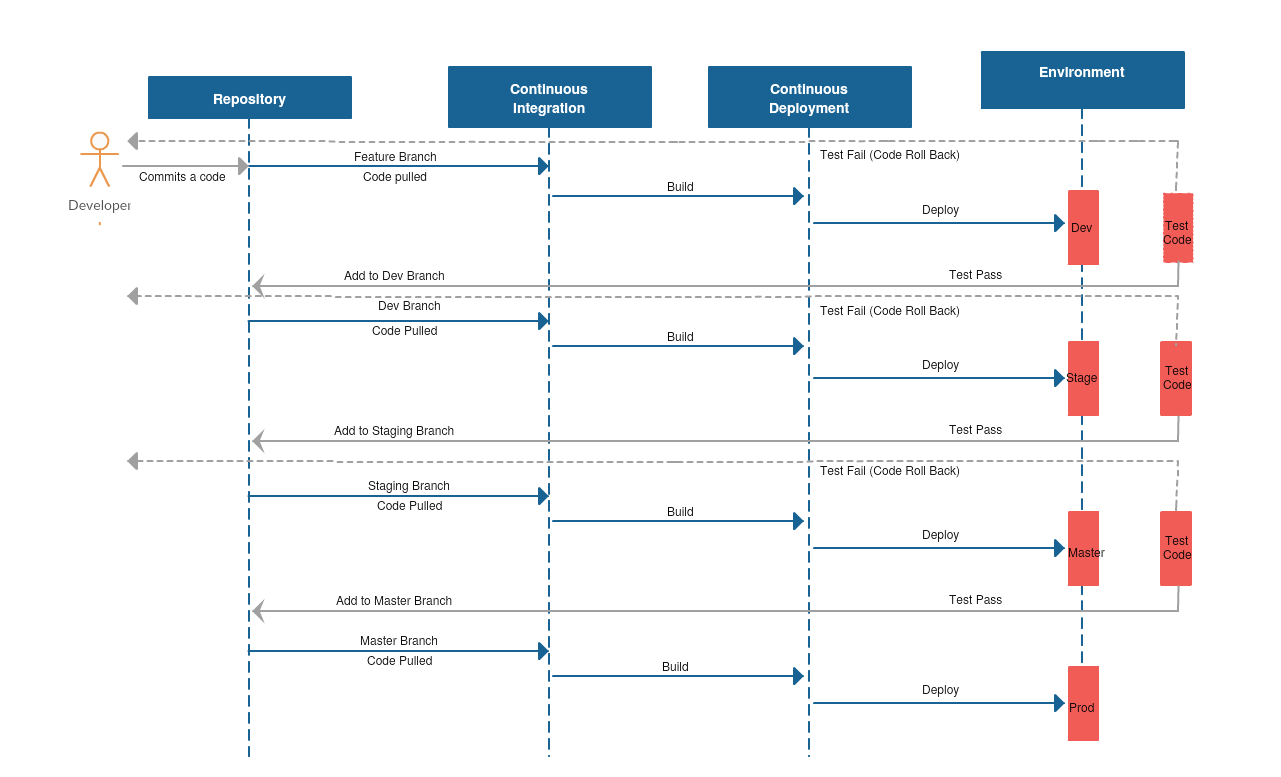 Environment
Continuous
Integration
Continuous
Deployment
Repository
Feature Branch
Test Fail (Code Roll Back)
Commits a code
Code pulled
Build
Developer
Deploy
Dev
Test
Code
Add to Dev Branch
Test Pass
Dev Branch
Test Fail (Code Roll Back)
Code Pulled
Build
Deploy
Stage
Test
Code
Add to Staging Branch
Test Pass
Test Fail (Code Roll Back)
Staging Branch
Code Pulled
Build
Deploy
Master
Test
Code
Add to Master Branch
Test Pass
Master Branch
Code Pulled
Build
Deploy
Prod